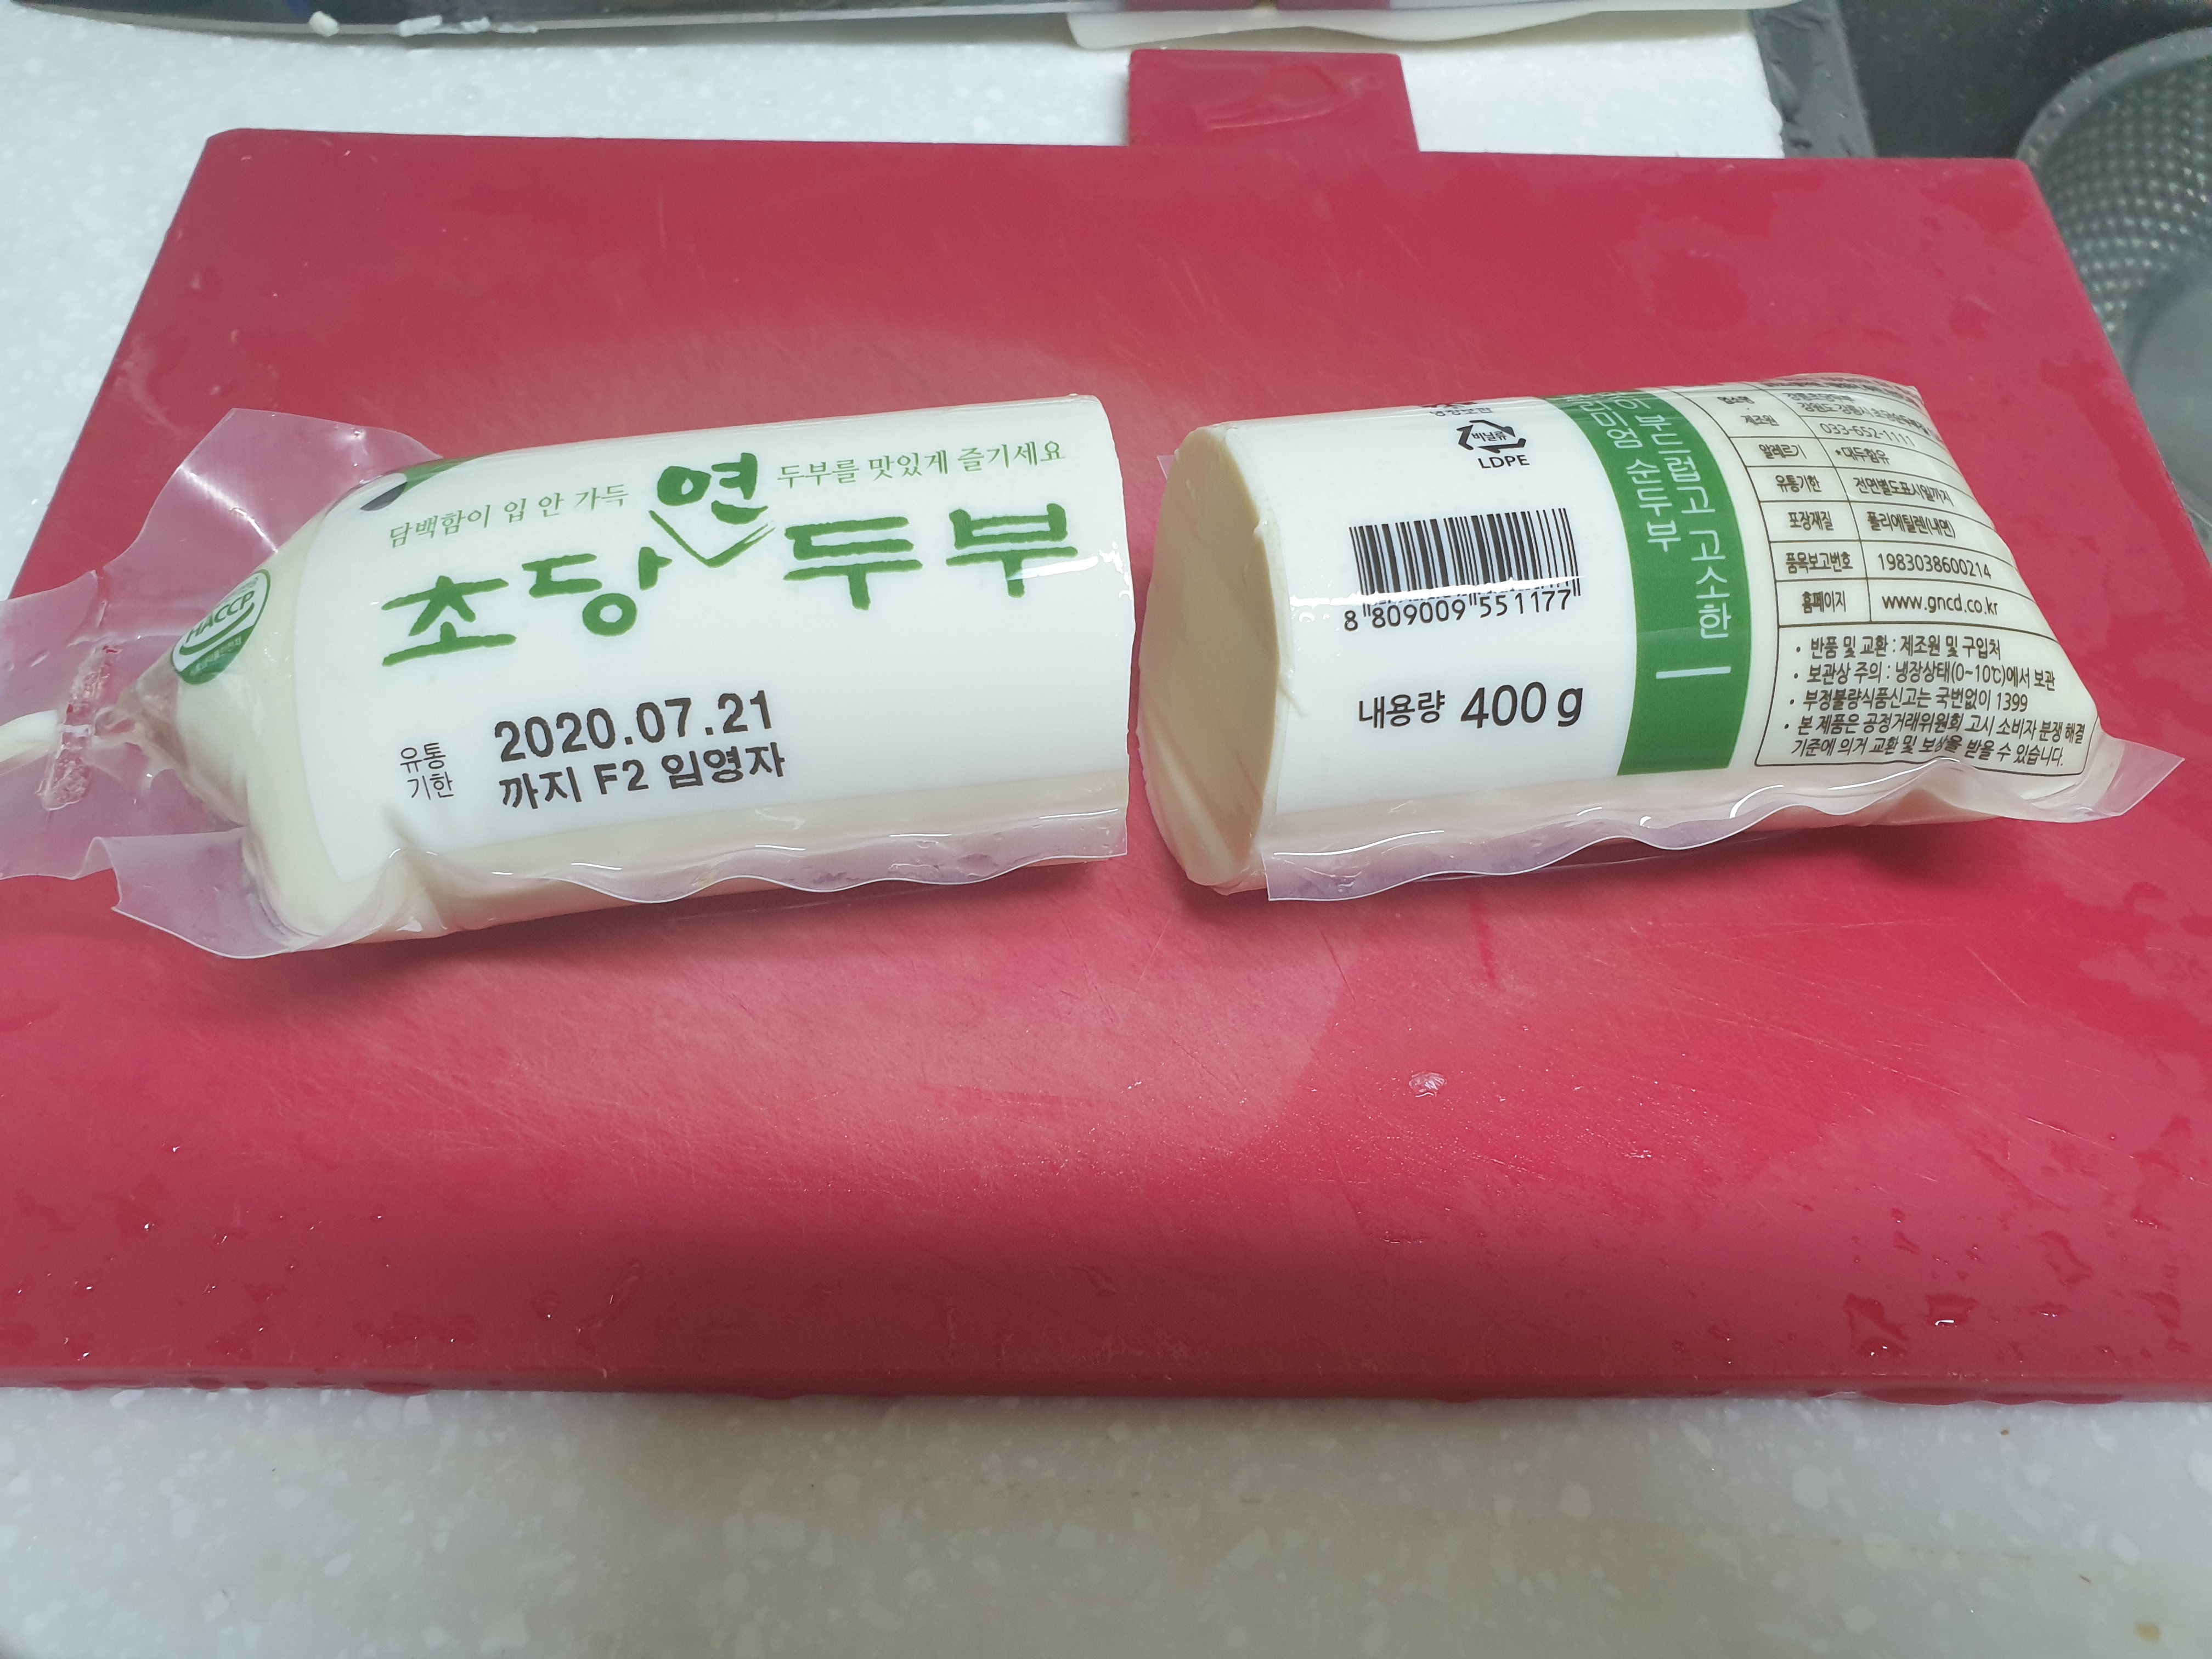 담백함이 입 안 가득
연
두부를 맛있게 즐기세요
초당 두부
HACCP
유통
기한
2020.07.21
까지 F2 임영자
비닐류
LDPE
8 809009 551177
내용량 400 g
부드럽고 고소한
순두부
제조원
033-652-1111
알레르기 •대두함유
유통기한 전면별도표시일까지
포장재질 폴리에틸렌(내면)
품목보고번호 1983038600214
홈페이지 www.gncd.co.kr
• 반품 및 교환 : 제조원 및 구입처
• 보관상 주의 : 냉장상태(0~10℃)에서 보관
• 부정불량식품신고는 국번없이 1399
• 본 제품은 공정거래위원회 고시 소비자 분쟁 해결
기준에 의거 교환 및 보상을 받을 수 있습니다.